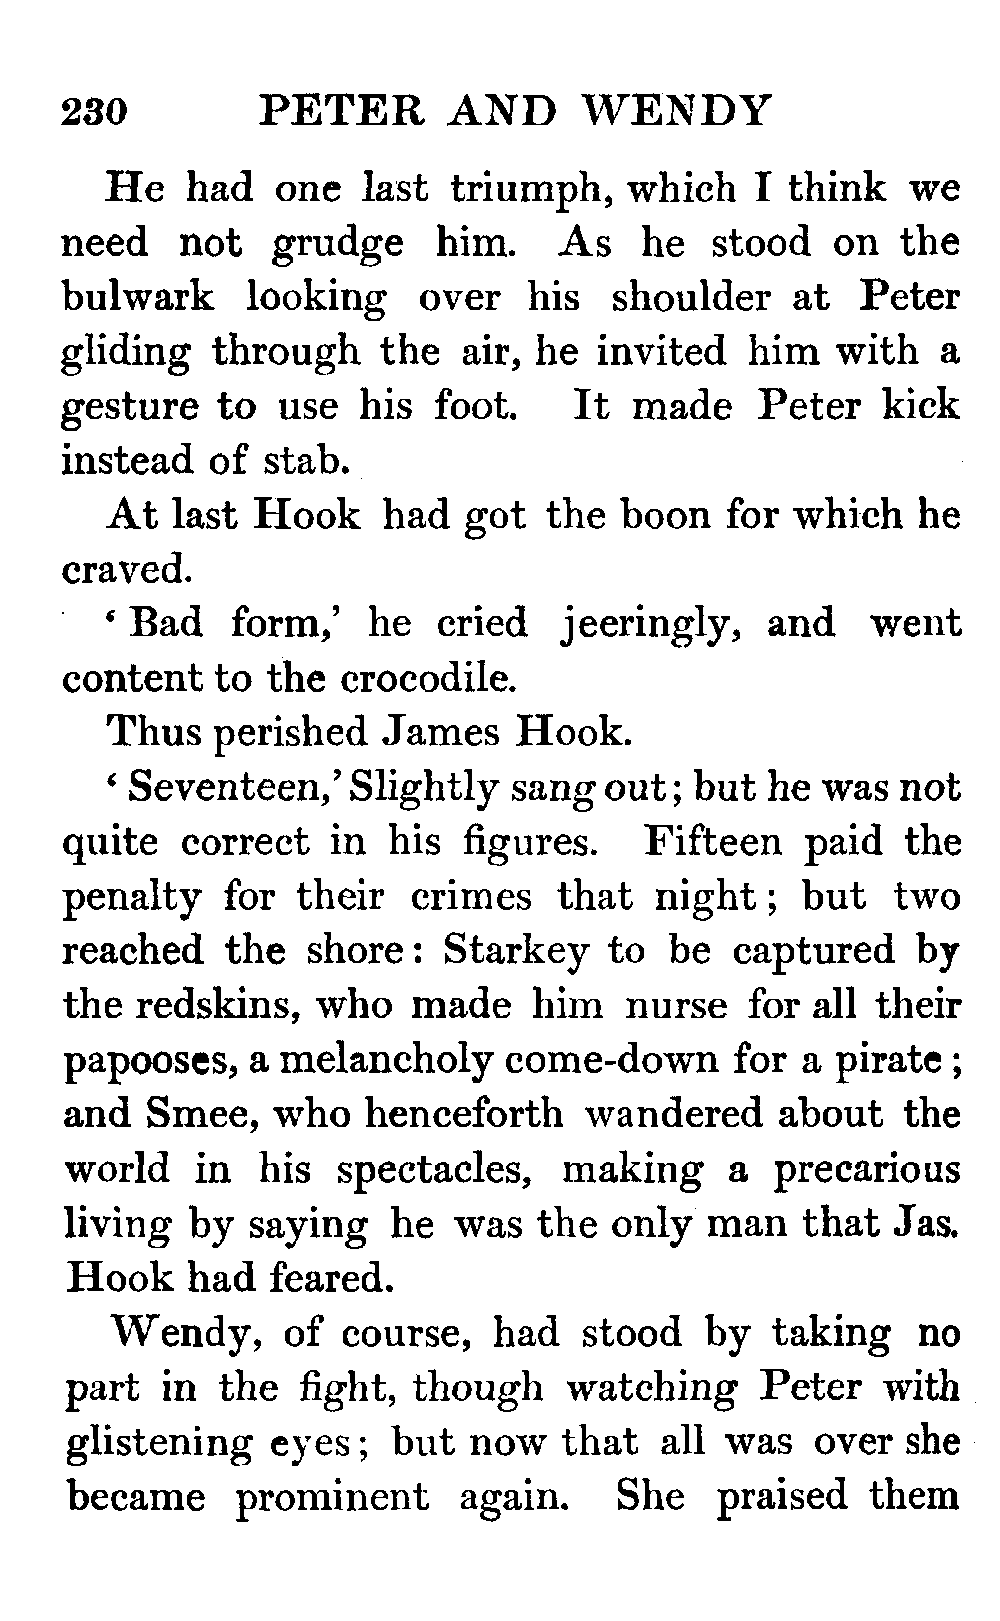 230 PETER AND WENDY
He had one last triumph, which I think we
need not grudge him. As he stood on the
bulwark looking over his shoulder at Peter
gliding through the air, he invited him with a
gesture to use his foot. It made Peter kick
instead of stab.
At last Hook had got the boon for which he
craved.
‘ Bad form,’ he cried jeeringly, and went
content to the crocodile.
Thus perished James Hook.
‘ Seventeen,’ Slightly sang out; but he was not
quite correct in his figures. Fifteen paid the
penalty for their crimes that night ; but two
reached the shore : Starkey to be captured by
the redskins, who made him nurse for all their
papooses, a melancholy come-down for a pirate ;
and Smee, who henceforth wandered about the
world in his spectacles, making a precarious
living by saying he was the only man that Jas.
Hook had feared.
Wendy, of course, had stood by taking no
part in the fight, though watching Peter with
glistening eyes ; but now that all was over she
became prominent again. She praised them